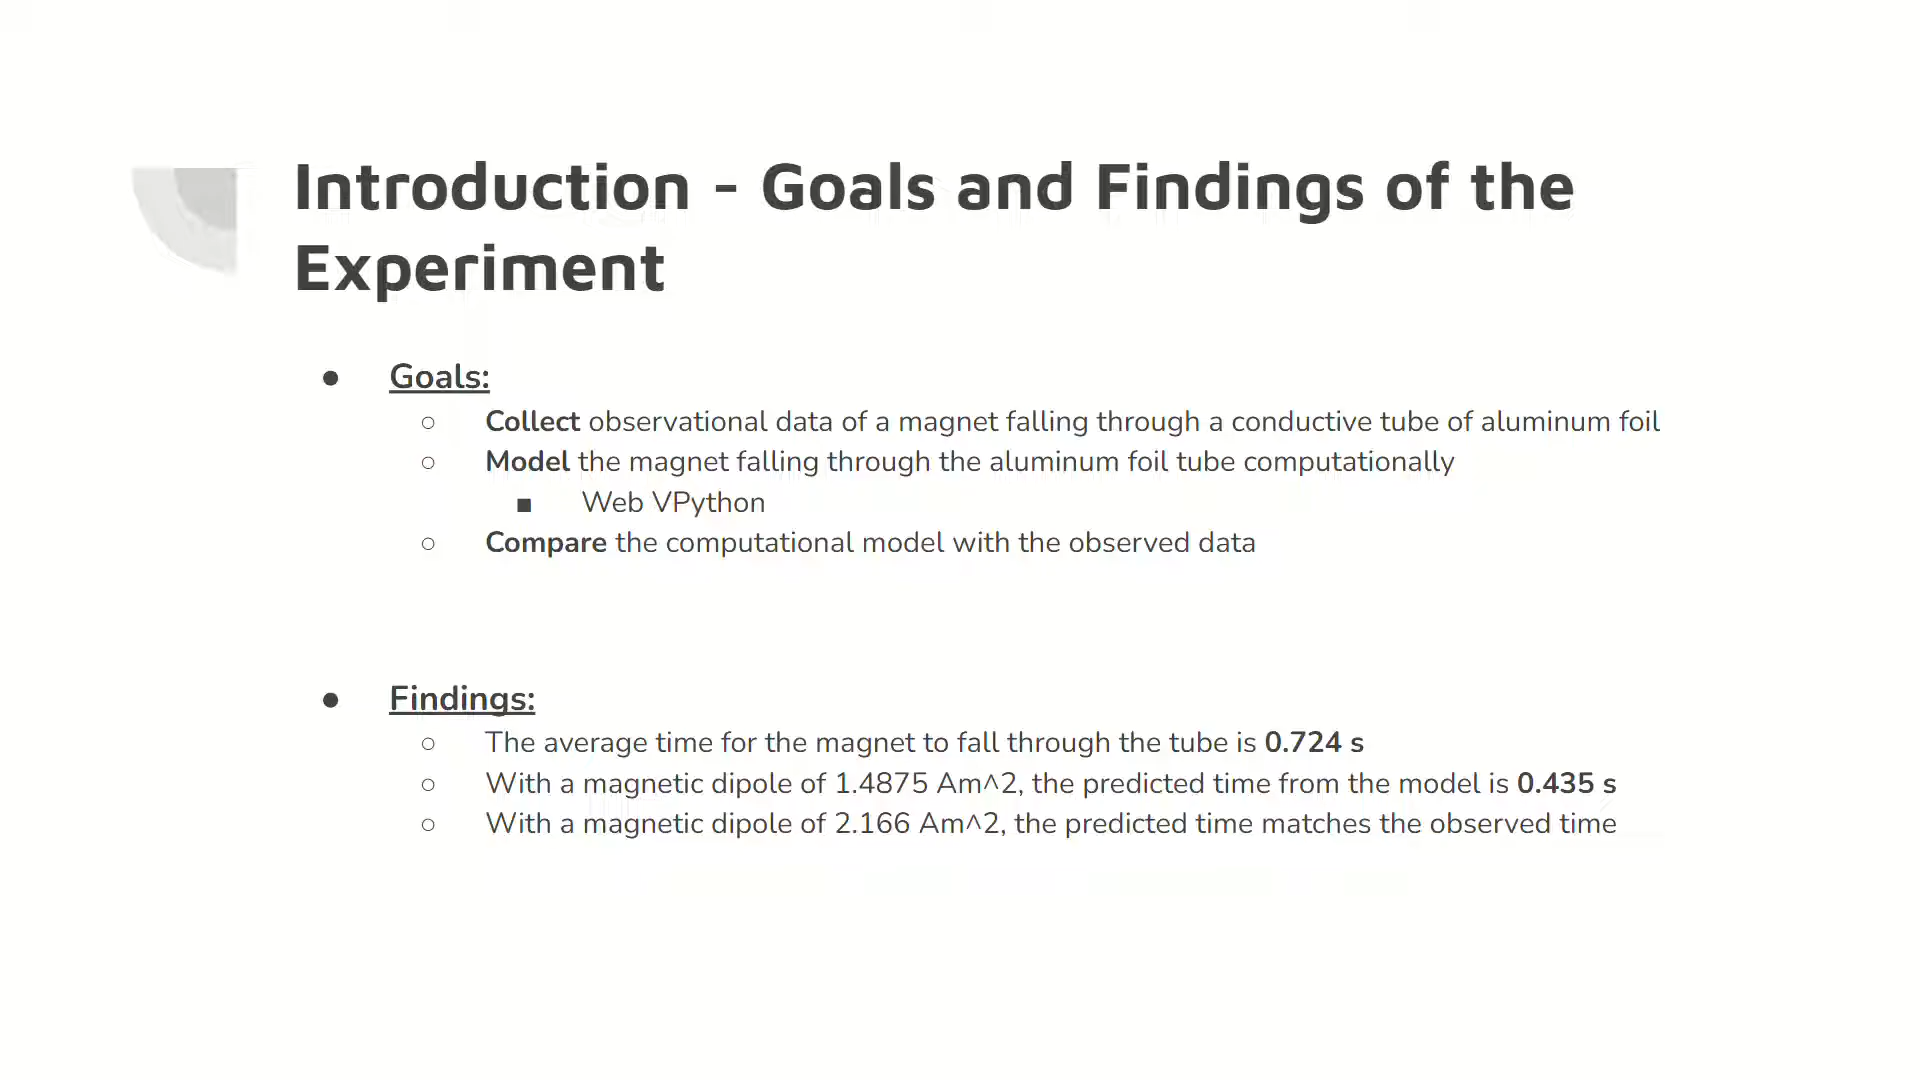 Introduction - Goals and Findings of the
Experiment
● Goals:
○ Collect observational data of a magnet falling through a conductive tube of aluminum foil
○ Model the magnet falling through the aluminum foil tube computationally
■ Web VPython
○ Compare the computational model with the observed data
● Findings:
○ The average time for the magnet to fall through the tube is 0.724 s
○ With a magnetic dipole of 1.4875 Am^2, the predicted time from the model is 0.435 s
○ With a magnetic dipole of 2.166 Am^2, the predicted time matches the observed time